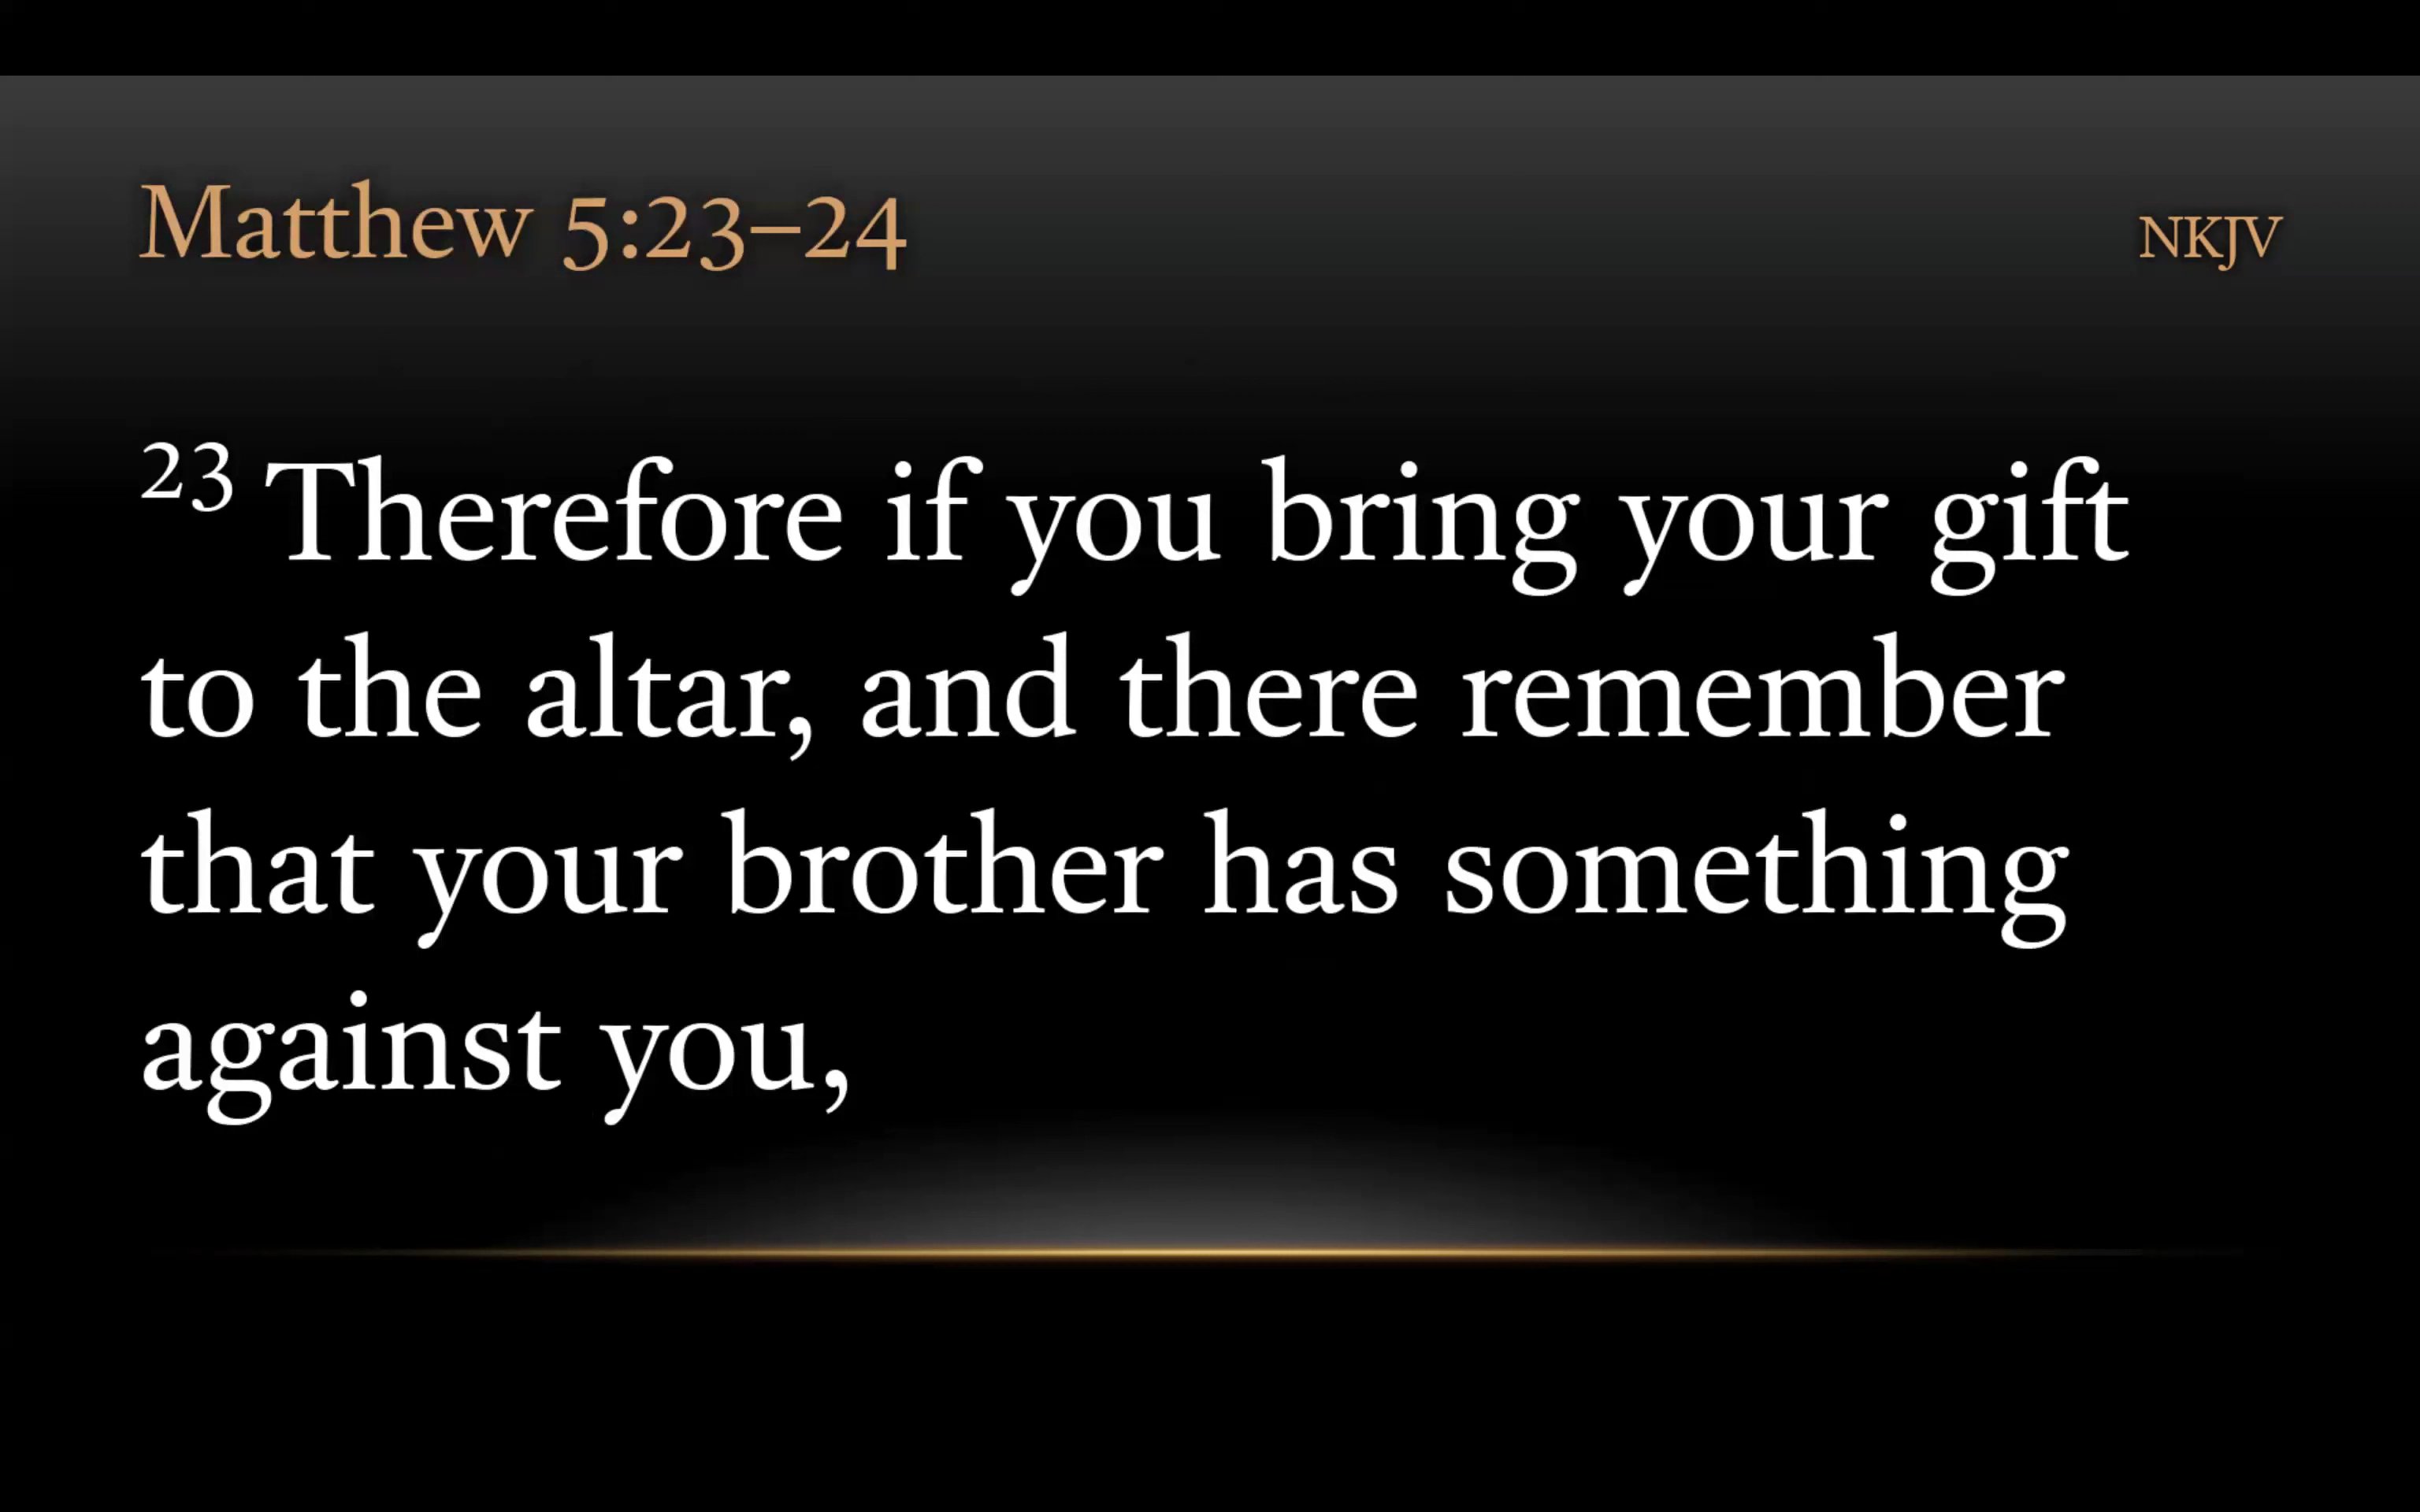 Matthew 5:23–24
NKJV
23 Therefore if you bring your gift
to the altar, and there remember
that your brother has something
against you,